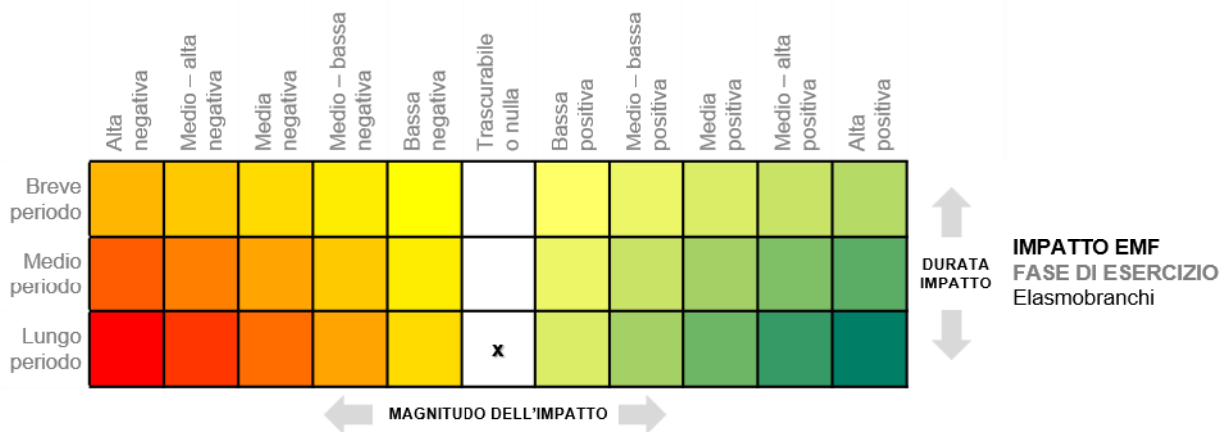 Alta
negativa
Medio – alta
negativa
Media
negativa
Medio – bassa
negativa
Bassa
negativa
Trascurabile
o nulla
Bassa
positiva
Medio – bassa
positiva
Media
positiva
Medio – alta
positiva
Alta
positiva
Breve
periodo
Medio
periodo
Lungo
periodo
x
DURATA
IMPATTO
IMPATTO EMF
FASE DI ESERCIZIO
Elasmobranchi
MAGNITUDO DELL'IMPATTO